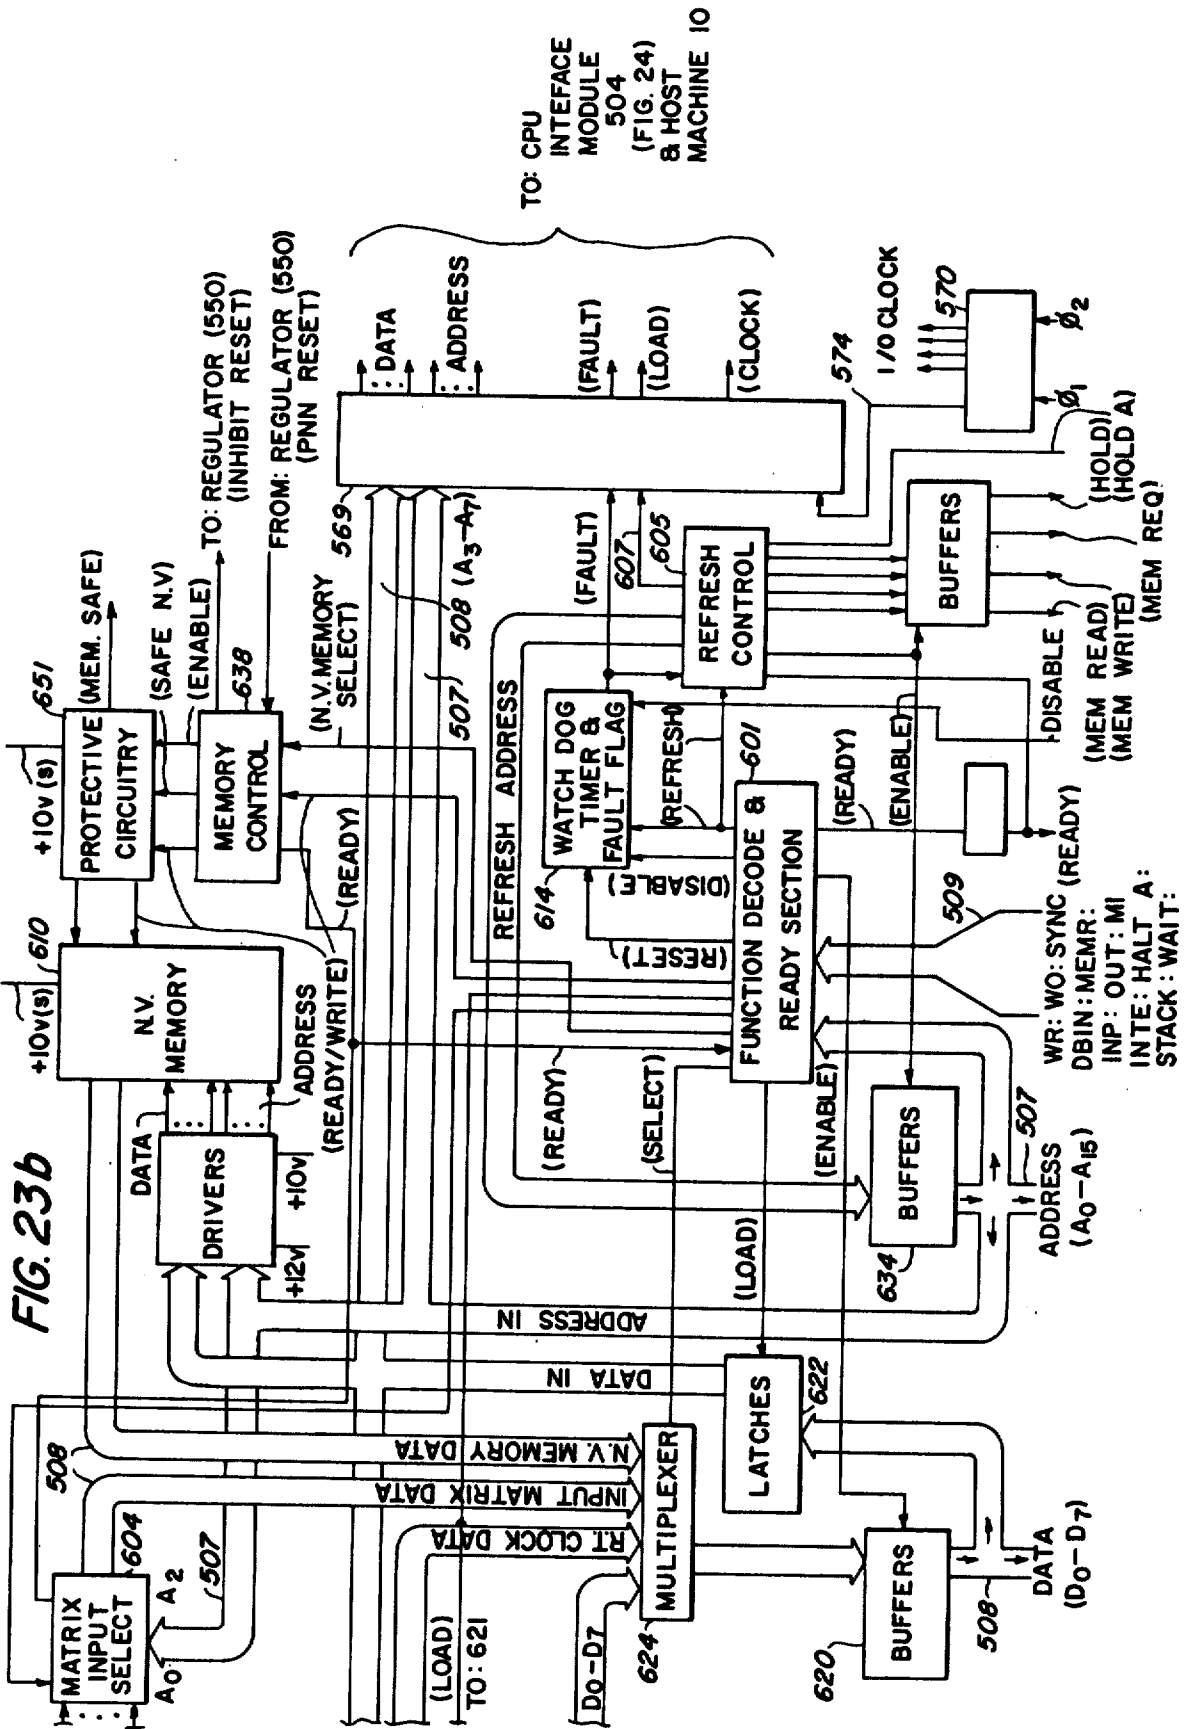 FIG. 23b
+10V(S)
610
N.V.
MEMORY
+10V(S)
651
PROTECTIVE
CIRCUITRY
(MEM. SAFE)
(SAFE N.V)
(ENABLE)
638
MEMORY
CONTROL
TO: REGULATOR (550)
(INHIBIT RESET)
FROM: REGULATOR (550)
(PNN RESET)
MATRIX
INPUT
SELECT
604
A0
A2
507
508
DATA
DRIVERS
+12V
+10V
ADDRESS
(READY/WRITE)
(READY)
(N.V. MEMORY
SELECT)
569
508 (A3-A7)
507
DATA
ADDRESS
(FAULT)
(LOAD)
(CLOCK)
TO: CPU
INTEFACE
MODULE
504
(FIG. 24)
& HOST
MACHINE 10
(LOAD)
TO: 621
R.T. CLOCK DATA
INPUT MATRIX DATA
N.V. MEMORY DATA
DATA IN
ADDRESS IN
REFRESH ADDRESS
614
WATCH DOG
TIMER &
FAULT FLAG
(FAULT)
607
605
REFRESH
CONTROL
574
I/O CLOCK
570
Ø1
Ø2
(RESET)
(DISABLE)
(REFRESH)
601
(READY)
(SELECT)
FUNCTION DECODE &
READY SECTION
(READY)
(ENABLE)
D0-D7
624
MULTIPLEXER
(LOAD)
LATCHES
622
(ENABLE)
BUFFERS
634
BUFFERS
620
BUFFERS
508
DATA
(D0-D7)
507
ADDRESS
(A0-A15)
509
WR: WO: SYNC
DBIN: MEMR:
INP: OUT: MI
INTE: HALT A:
STACK: WAIT:
(READY)
DISABLE
(MEM READ)
(MEM WRITE)
(MEM REQ)
(HOLD)
(HOLD A)